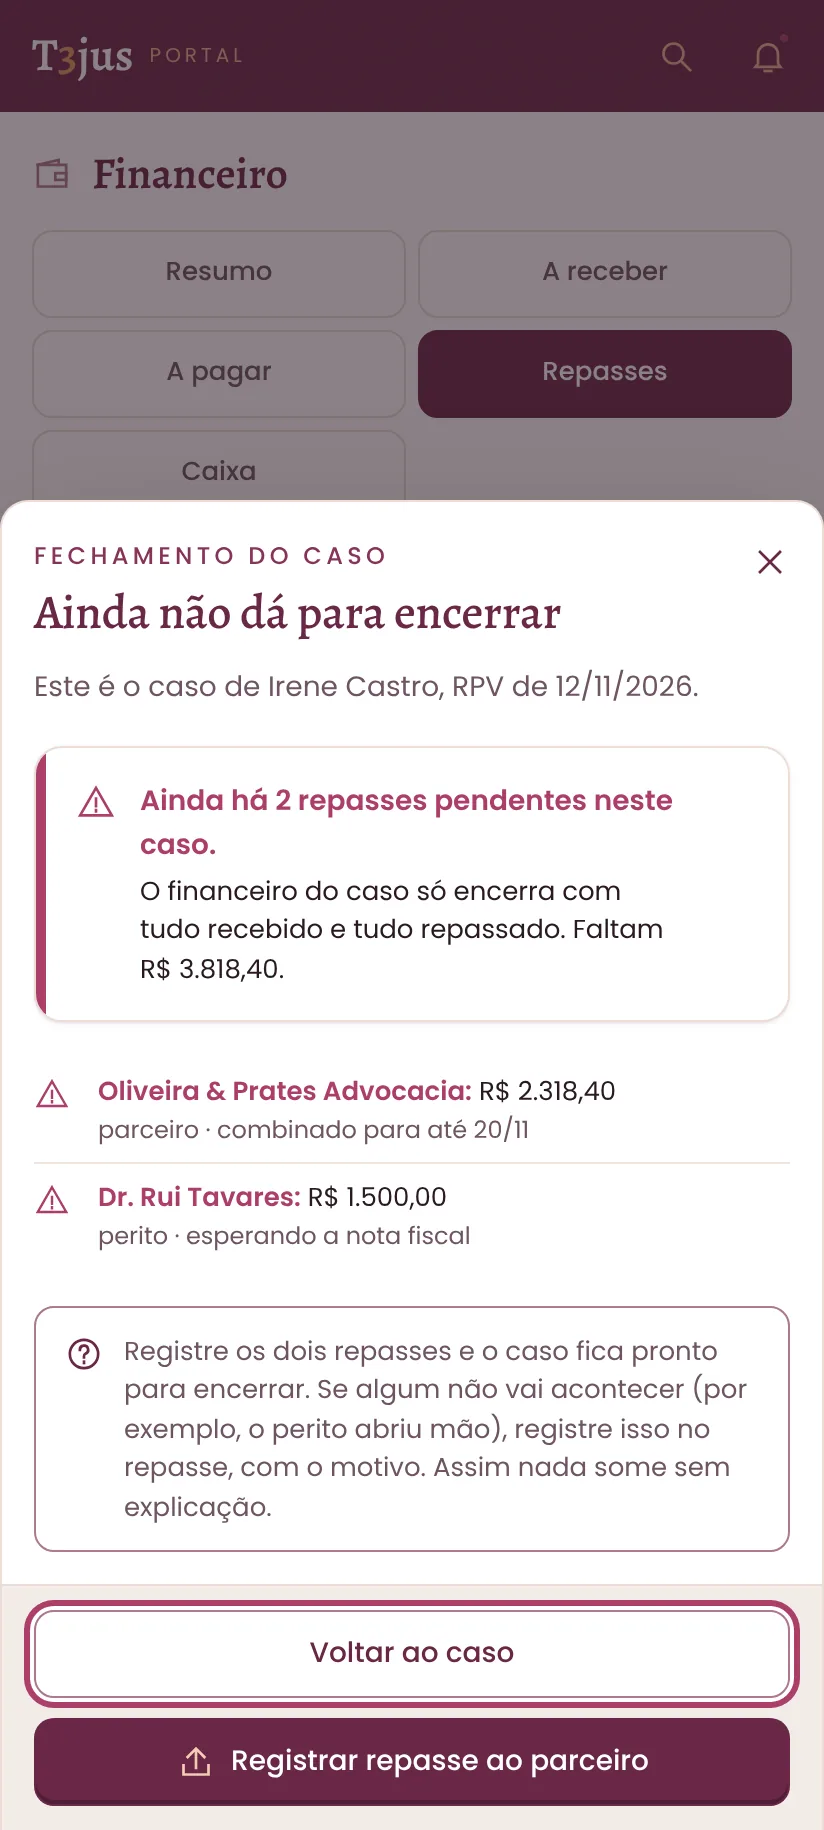 T3jus PORTAL
Financeiro
Resumo
A receber
A pagar
Repasses
Caixa
FECHAMENTO DO CASO
Ainda não dá para encerrar
Este é o caso de Irene Castro, RPV de 12/11/2026.
Ainda há 2 repasses pendentes neste
caso.
O financeiro do caso só encerra com
tudo recebido e tudo repassado. Faltam
R$ 3.818,40.
Oliveira & Prates Advocacia: R$ 2.318,40
parceiro · combinado para até 20/11
Dr. Rui Tavares: R$ 1.500,00
perito · esperando a nota fiscal
Registre os dois repasses e o caso fica pronto
para encerrar. Se algum não vai acontecer (por
exemplo, o perito abriu mão), registre isso no
repasse, com o motivo. Assim nada some sem
explicação.
Voltar ao caso
Registrar repasse ao parceiro